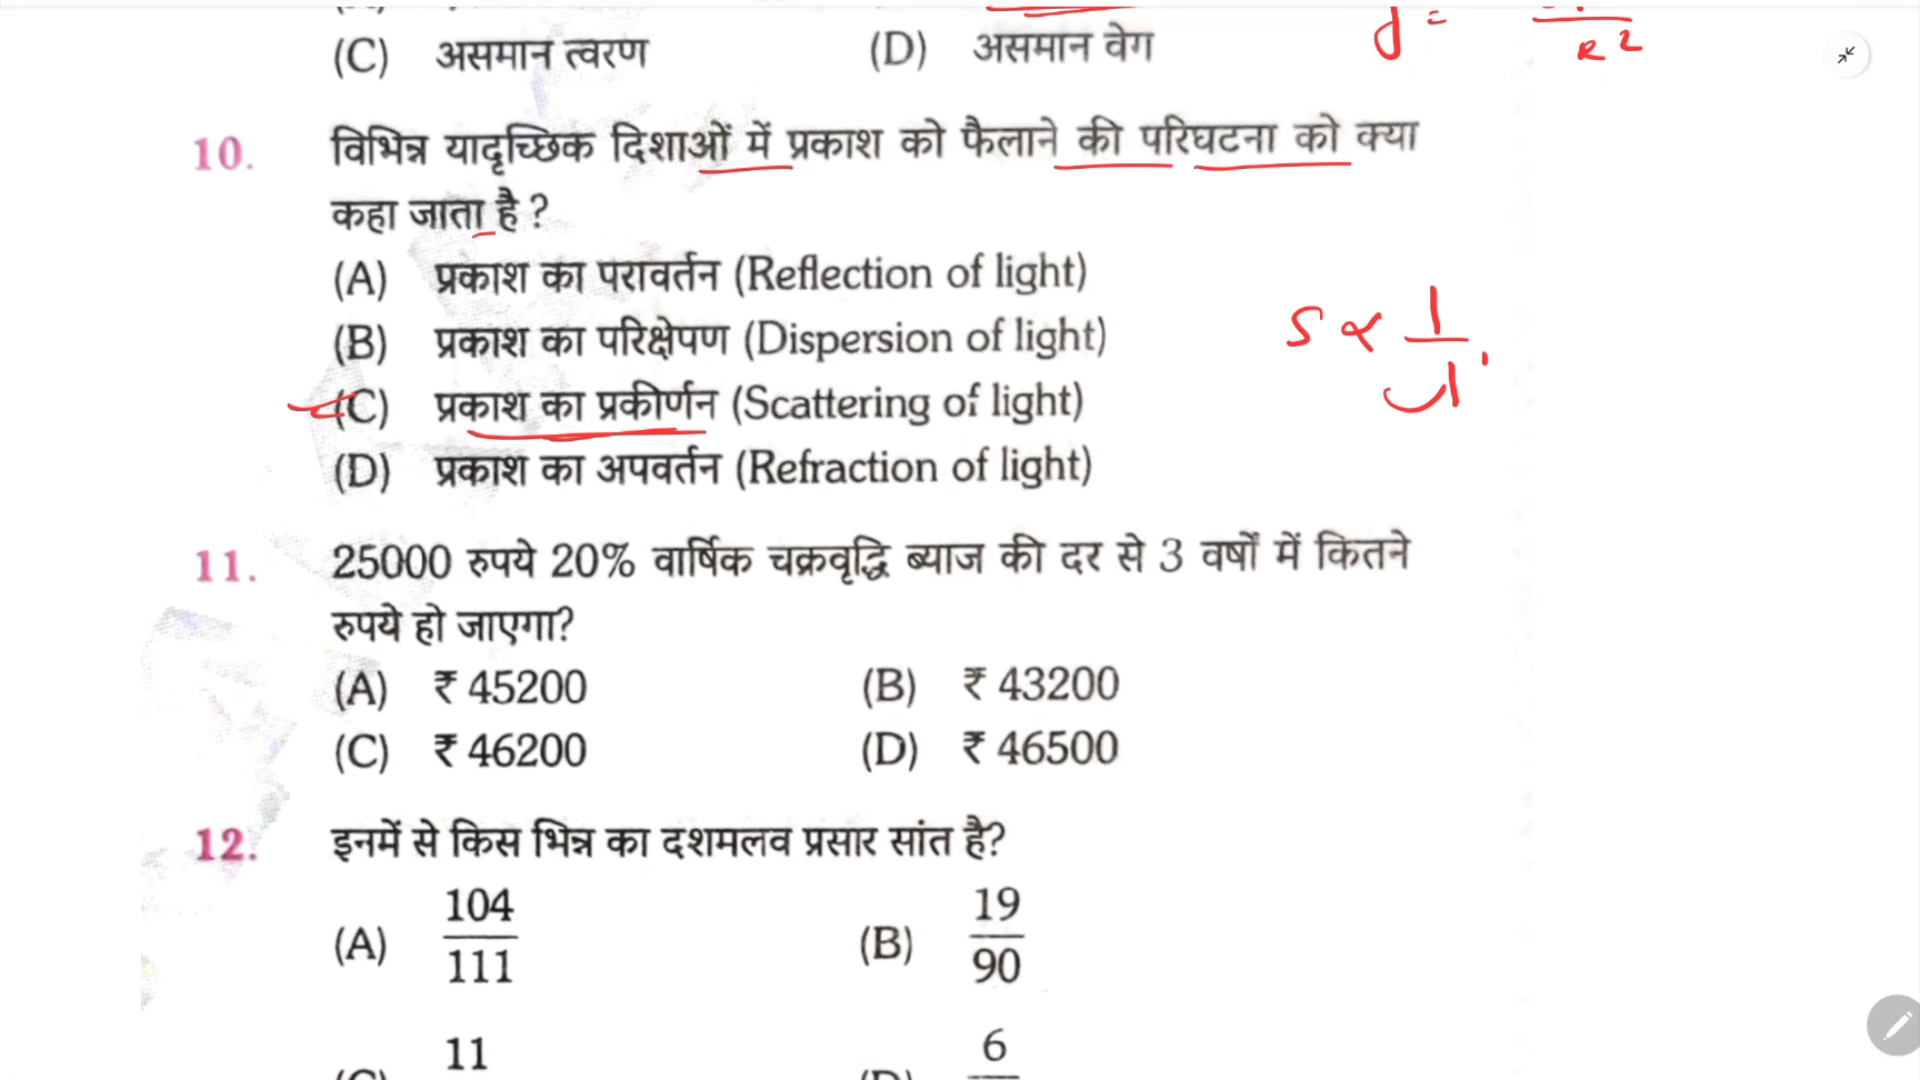 (C) असमान त्वरण (D) असमान वेग
g = R2
10. विभिन्न यादृच्छिक दिशाओं में प्रकाश को फैलाने की परिघटना को क्या
कहा जाता है ?
(A) प्रकाश का परावर्तन (Reflection of light)
(B) प्रकाश का परिक्षेपण (Dispersion of light)
S ∝ 1
(C) प्रकाश का प्रकीर्णन (Scattering of light)
(D) प्रकाश का अपवर्तन (Refraction of light)
11. 25000 रुपये 20% वार्षिक चक्रवृद्धि ब्याज की दर से 3 वर्षों में कितने
रुपये हो जाएगा?
(A) ₹ 45200 (B) ₹ 43200
(C) ₹ 46200 (D) ₹ 46500
12. इनमें से किस भिन्न का दशमलव प्रसार सांत है?
104 19
(A) (B)
111 90
11 6